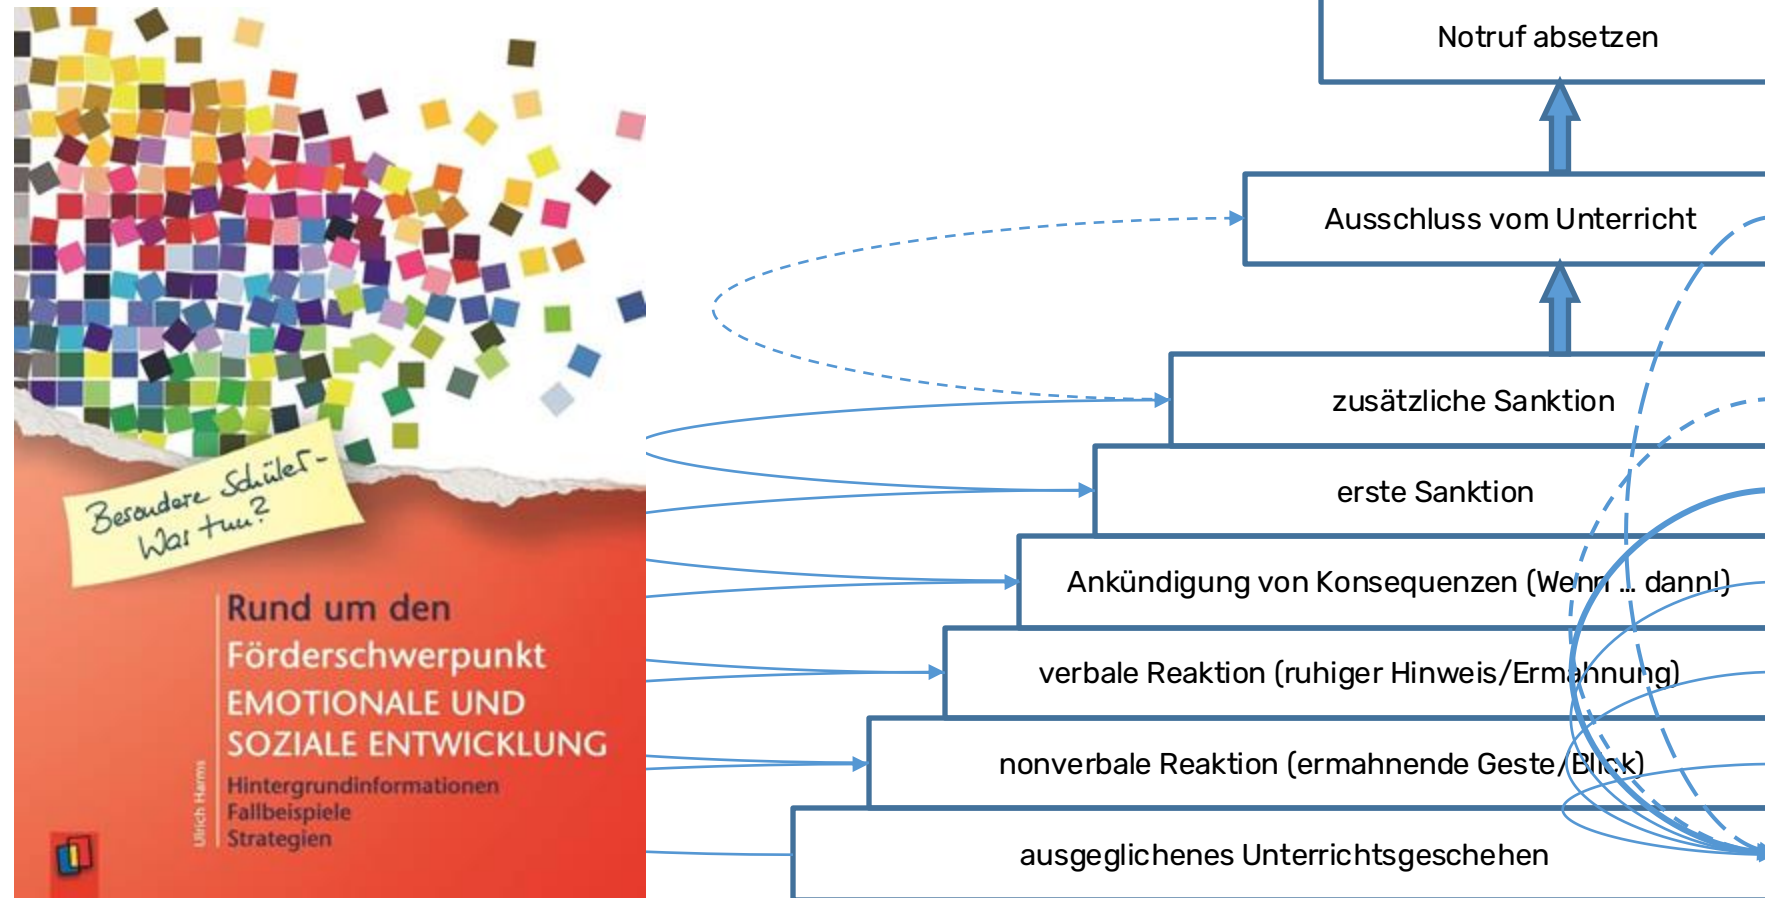 Besondere Schüler-
Was tun?
Rund um den
Förderschwerpunkt
EMOTIONALE UND
SOZIALE ENTWICKLUNG
Hintergrundinformationen
Fallbeispiele
Strategien
Ulrich Harms
Notruf absetzen
Ausschluss vom Unterricht
zusätzliche Sanktion
erste Sanktion
Ankündigung von Konsequenzen (Wenn ... dann!)
verbale Reaktion (ruhiger Hinweis/Ermahnung)
nonverbale Reaktion (ermahnende Geste/Blick)
ausgeglichenes Unterrichtsgeschehen